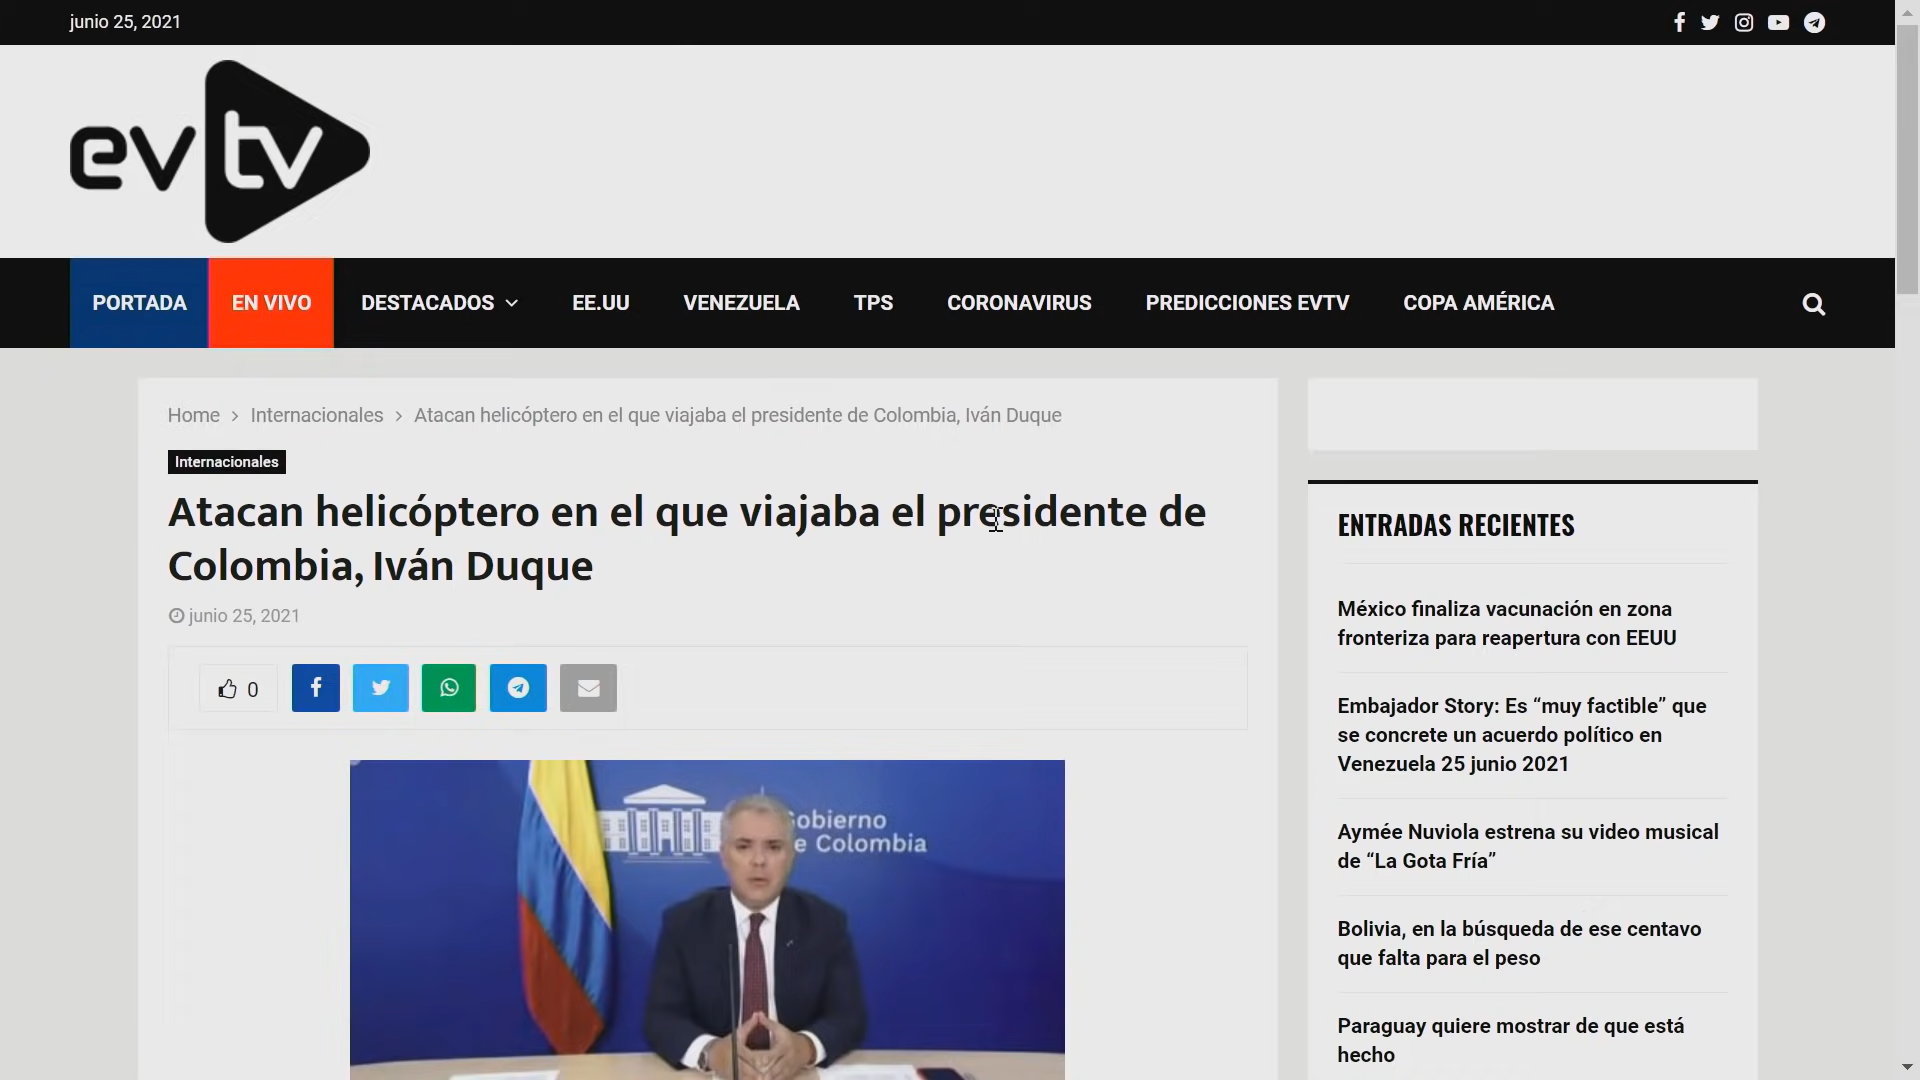 junio 25, 2021
evtv
PORTADA
EN VIVO
DESTACADOS
EE.UU
VENEZUELA
TPS
CORONAVIRUS
PREDICCIONES EVTV
COPA AMÉRICA
Home > Internacionales > Atacan helicóptero en el que viajaba el presidente de Colombia, Iván Duque
Internacionales
Atacan helicóptero en el que viajaba el presidente de
Colombia, Iván Duque
junio 25, 2021
0
Gobierno
de Colombia
ENTRADAS RECIENTES
México finaliza vacunación en zona
fronteriza para reapertura con EEUU
Embajador Story: Es “muy factible” que
se concrete un acuerdo político en
Venezuela 25 junio 2021
Aymée Nuviola estrena su video musical
de “La Gota Fría”
Bolivia, en la búsqueda de ese centavo
que falta para el peso
Paraguay quiere mostrar de que está
hecho